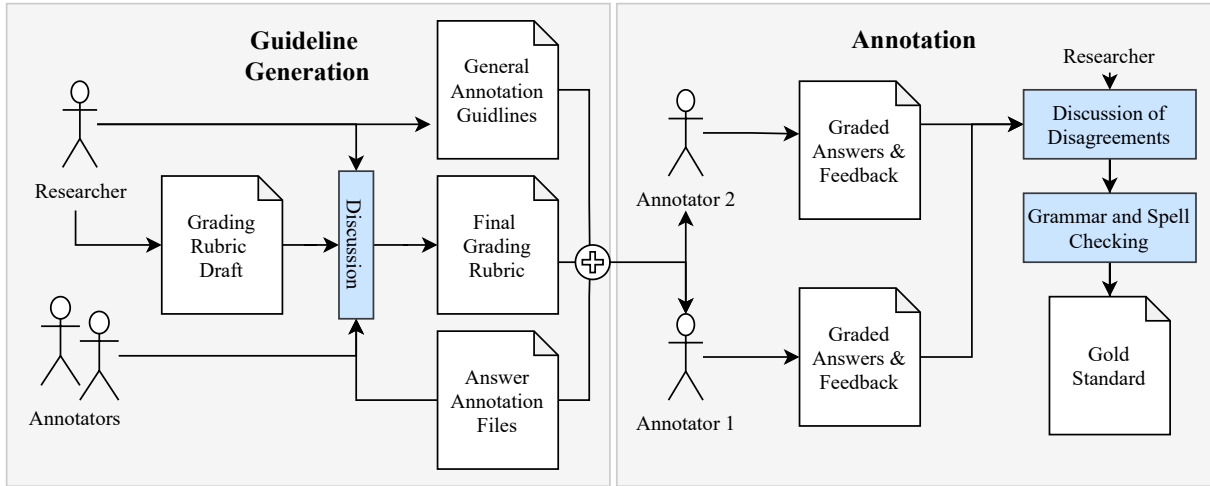 Guideline
Generation
General
Annotation
Guidlines
Researcher
Grading
Rubric
Draft
Discussion
Final
Grading
Rubric
Annotators
Answer
Annotation
Files
Annotation
Annotator 2
Graded
Answers &
Feedback
Annotator 1
Graded
Answers &
Feedback
Researcher
Discussion of
Disagreements
Grammar and Spell
Checking
Gold
Standard